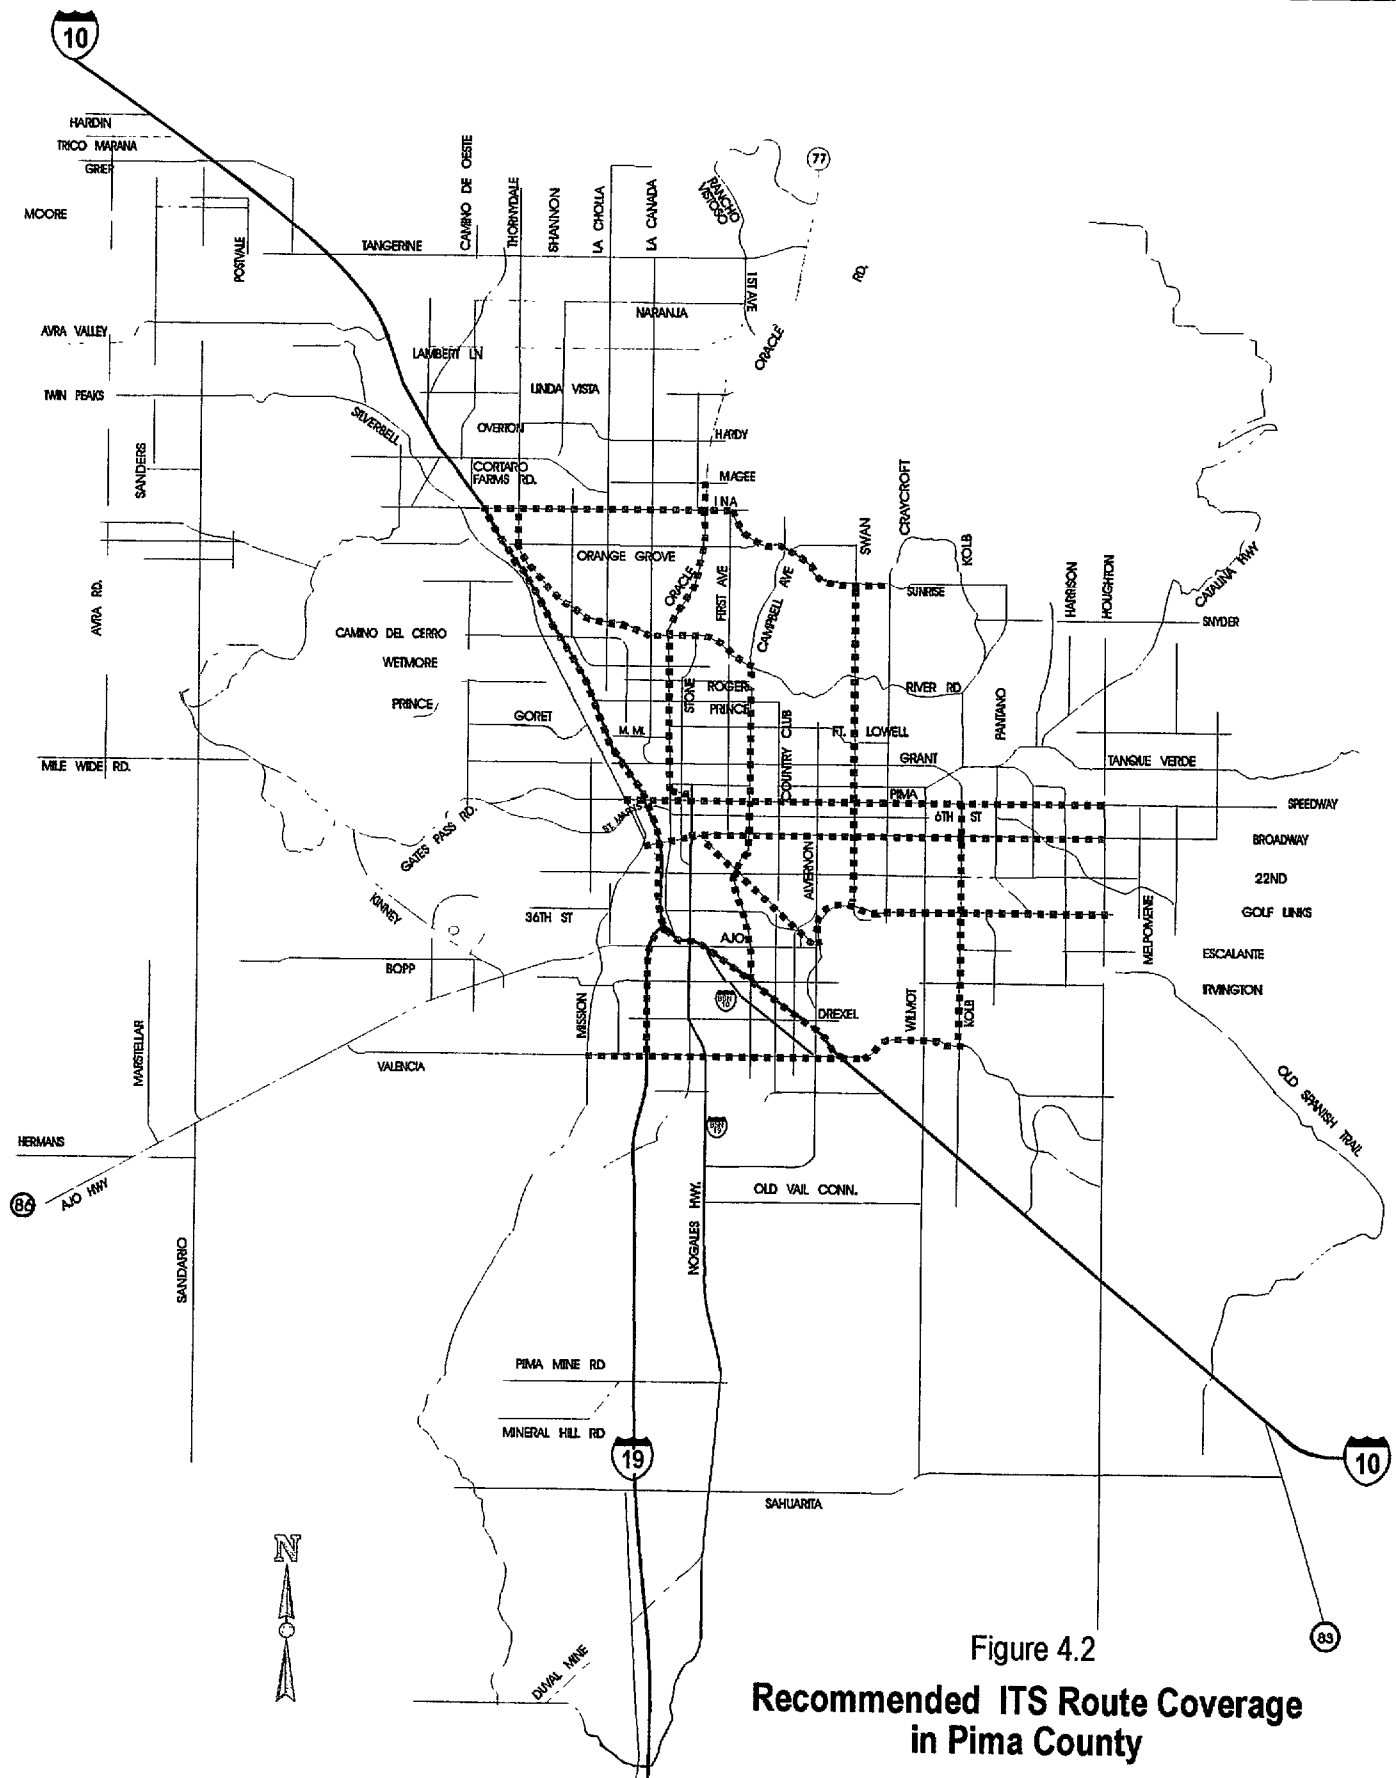 10
HARDIN
TRICO MARANA
GRIER
MOORE
POSTVALE
TANGERINE
CAMINO DE OESTE
THORNYDALE
SHANNON
LA CHOLLA
LA CANADA
RANCHO
VISTOSO
77
1ST AVE
NARANJA
ORACLE
RD.
AVRA VALLEY
LAMBERT LN
TWIN PEAKS
LINDA VISTA
SILVERBELL
OVERTON
HARDY
SANDERS
CORTARO
FARMS RD.
MAGEE
INA
SWAN
CRAYCROFT
KOLB
ORANGE GROVE
ORACLE
FIRST AVE
CAMPBELL AVE
SUNRISE
HARRISON
HOUGHTON
CATALINA HWY
SNYDER
AVRA RD.
CAMINO DEL CERRO
WETMORE
PRINCE
GORET
STONE
ROGER
PRINCE
RIVER RD
M. ML
COUNTRY CLUB
FT. LOWELL
PANTANO
GRANT
TANQUE VERDE
MILE WIDE RD.
PIMA
SPEEDWAY
ST. MARYS
6TH ST
GATES PASS RD.
BROADWAY
ALVERNON
22ND
KINNEY
36TH ST
GOLF LINKS
AJO
MELPOMENE
ESCALANTE
BOPP
IRVINGTON
BSN
10
MISSION
DREXEL
WILMOT
KOLB
MARSTELLAR
VALENCIA
OLD SPANISH TRAIL
BSN
19
HERMANS
86
AJO HWY
OLD VAIL CONN.
NOGALES HWY.
SANDARIO
PIMA MINE RD
MINERAL HILL RD
19
10
SAHUARITA
N
83
DUVAL MINE
Figure 4.2
Recommended ITS Route Coverage
in Pima County